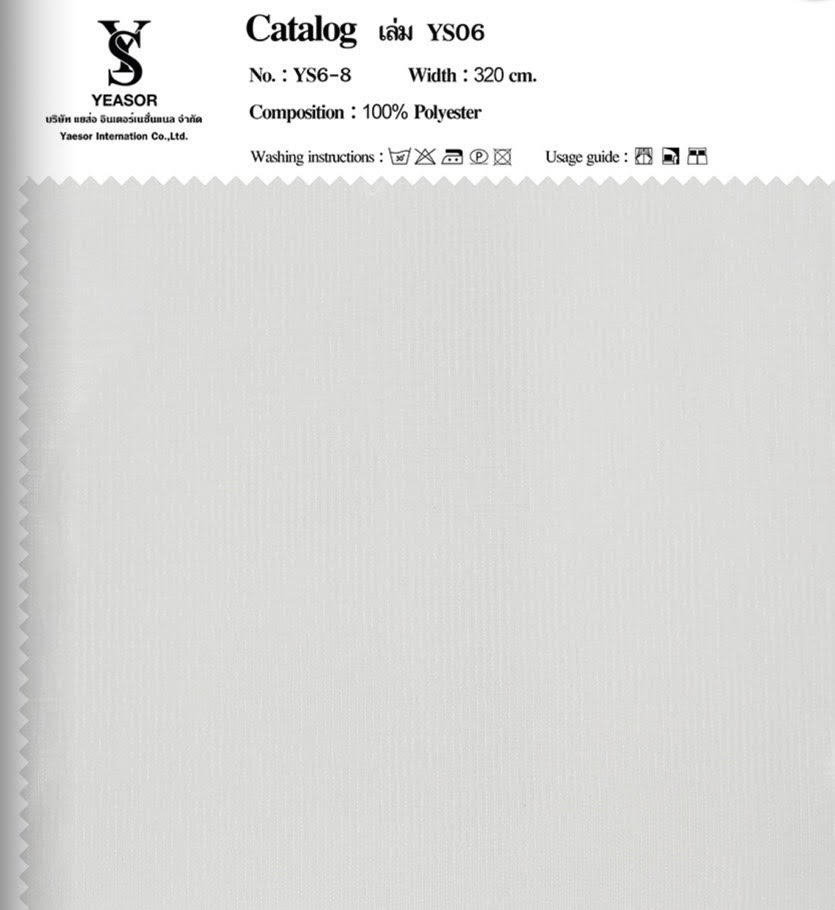 YS
YEASOR
บริษัท แยส่อ อินเตอร์เนชั่นแนล จำกัด
Yaesor Internation Co.,Ltd.
Catalog เล่ม YS06
No. : YS6-8 Width : 320 cm.
Composition : 100% Polyester
Washing instructions : P Usage guide :